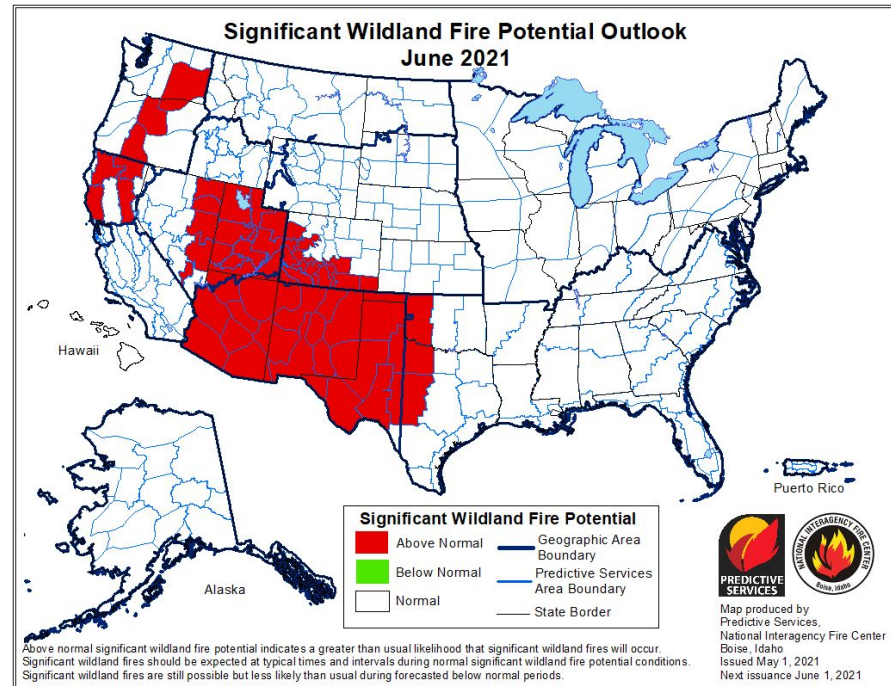 Significant Wildland Fire Potential Outlook
June 2021
Hawaii
Alaska
Puerto Rico
Significant Wildland Fire Potential
Above Normal
Below Normal
Normal
Geographic Area
Boundary
Predictive Services
Area Boundary
State Border
PREDICTIVE
SERVICES
NATIONAL INTERAGENCY FIRE CENTER
Boise, Idaho
Map produced by
Predictive Services,
National Interagency Fire Center
Boise, Idaho
Issued May 1, 2021
Next issuance June 1, 2021
Above normal significant wildland fire potential indicates a greater than usual likelihood that significant wildland fires will occur.
Significant wildland fires should be expected at typical times and intervals during normal significant wildland fire potential conditions.
Significant wildland fires are still possible but less likely than usual during forecasted below normal periods.